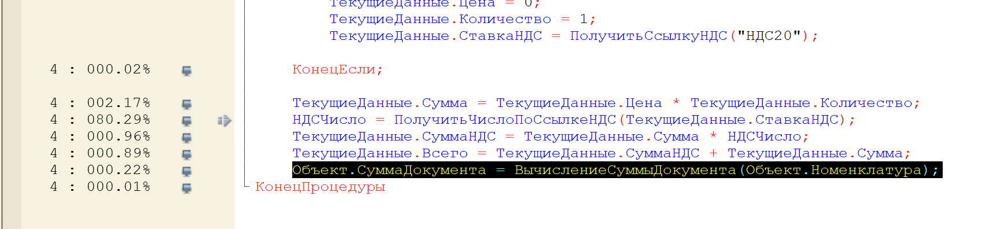 ТекущиеДанные.Цена = 0;
ТекущиеДанные.Количество = 1;
ТекущиеДанные.СтавкаНДС = ПолучитьСсылкуНДС("НДС20");
4 : 000.02% КонецЕсли;
4 : 002.17% ТекущиеДанные.Сумма = ТекущиеДанные.Цена * ТекущиеДанные.Количество;
4 : 080.29% НДСЧисло = ПолучитьЧислоПоСсылкеНДС(ТекущиеДанные.СтавкаНДС);
4 : 000.96% ТекущиеДанные.СуммаНДС = ТекущиеДанные.Сумма * НДСЧисло;
4 : 000.89% ТекущиеДанные.Всего = ТекущиеДанные.СуммаНДС + ТекущиеДанные.Сумма;
4 : 000.22% Объект.СуммаДокумента = ВычислениеСуммыДокумента(Объект.Номенклатура);
4 : 000.01% КонецПроцедуры